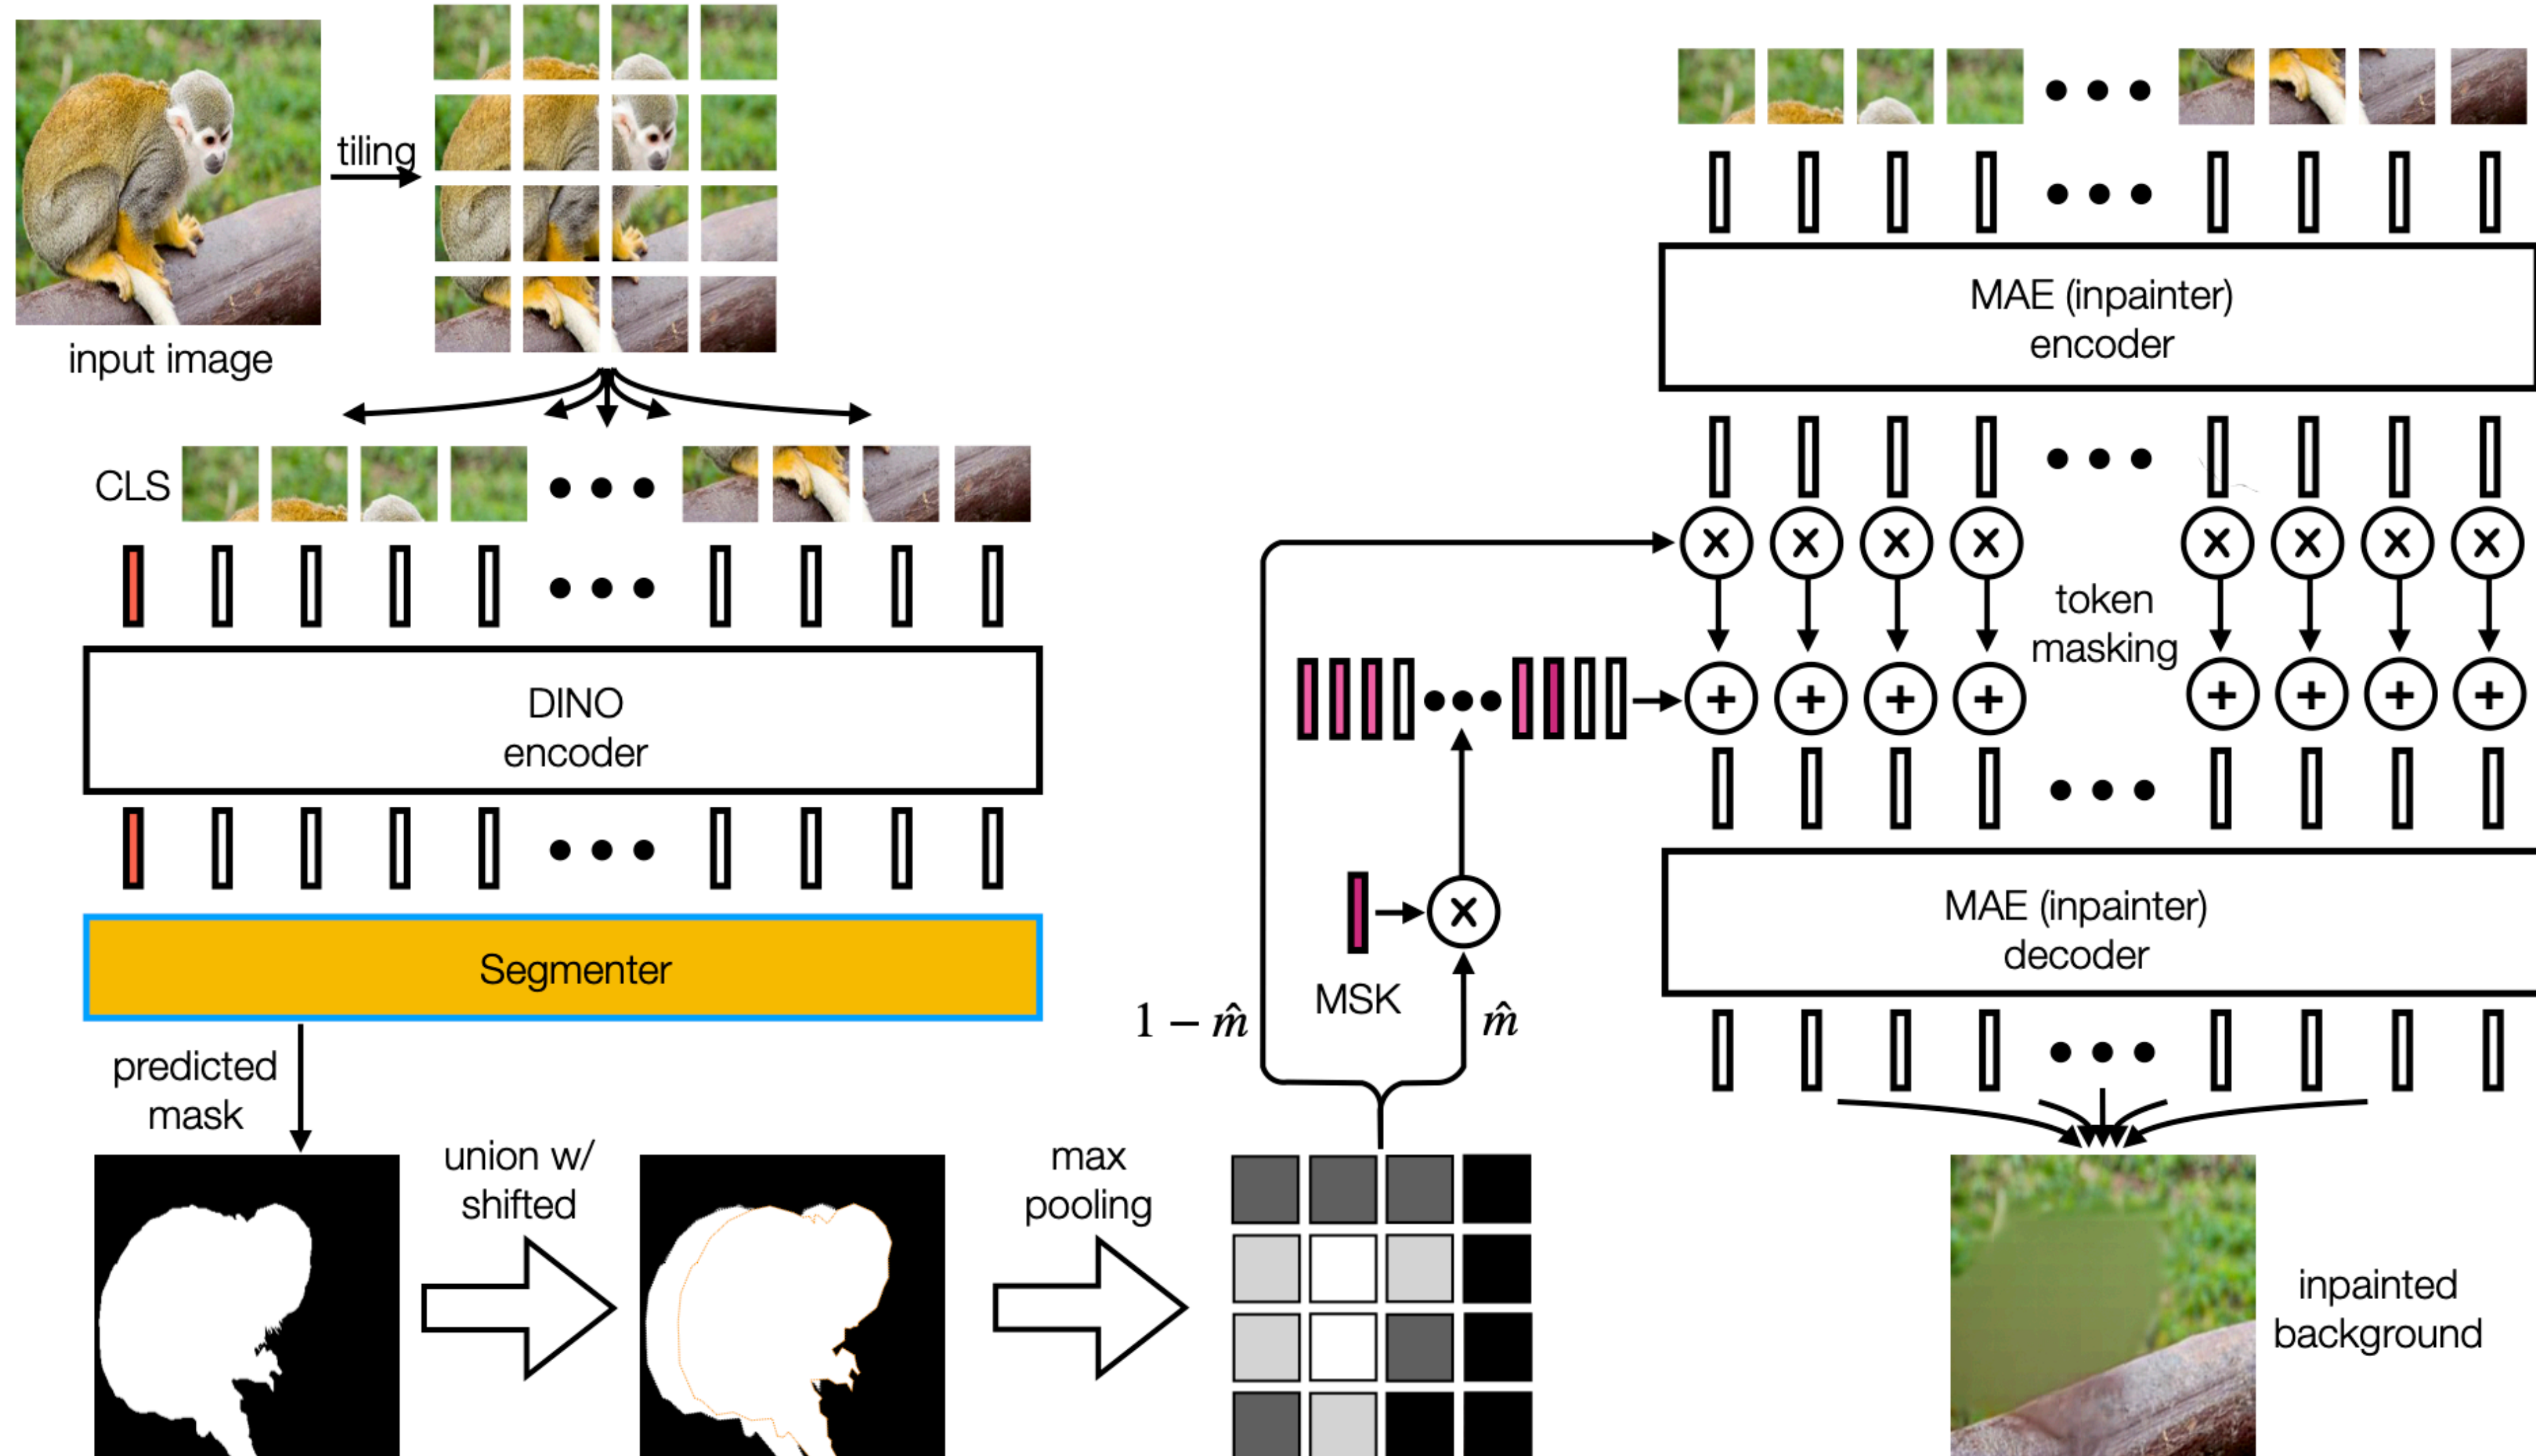 tiling
input image
CLS
DINO
encoder
Segmenter
predicted
mask
union w/
shifted
max
pooling
1 − m̂
MSK
m̂
MAE (inpainter)
encoder
token
masking
MAE (inpainter)
decoder
inpainted
background